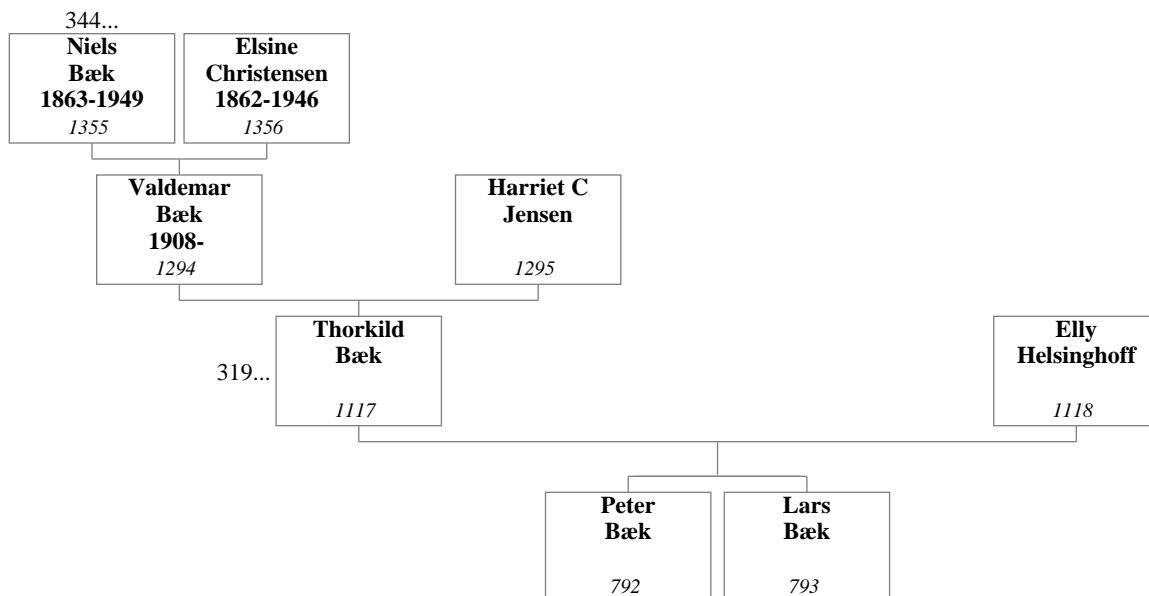 344...
Niels
Bæk
1863-1949
1355
Elsine
Christensen
1862-1946
1356
Valdemar
Bæk
1908-
1294
Harriet C
Jensen
1295
Thorkild
Bæk
1117
319...
Elly
Helsinghoff
1118
Peter
Bæk
792
Lars
Bæk
793